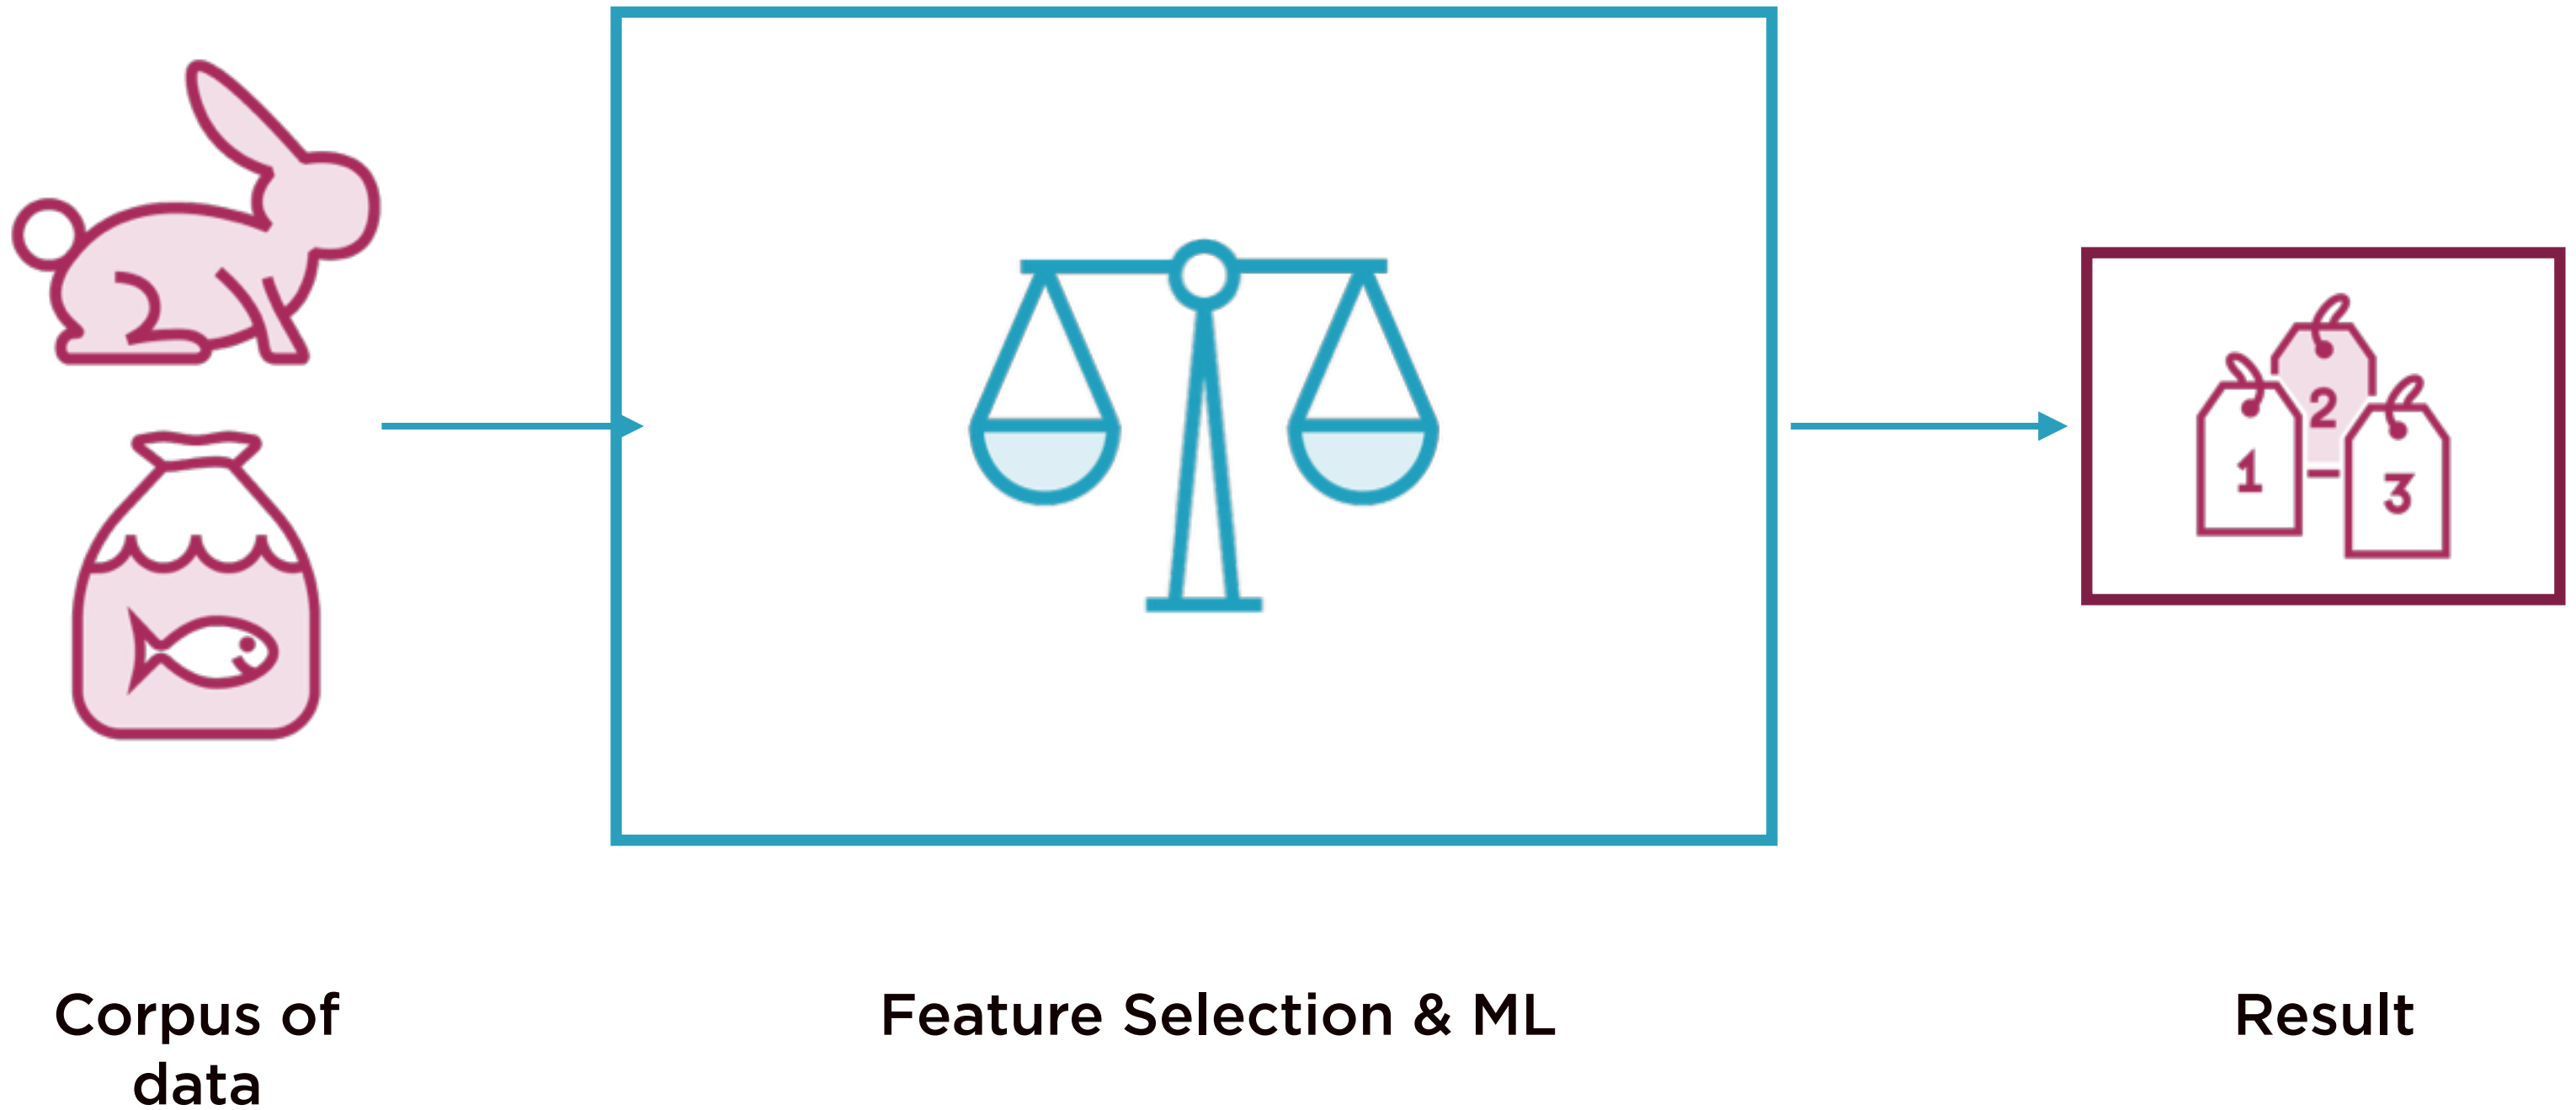 2
1
3
Corpus of
data
Feature Selection & ML
Result